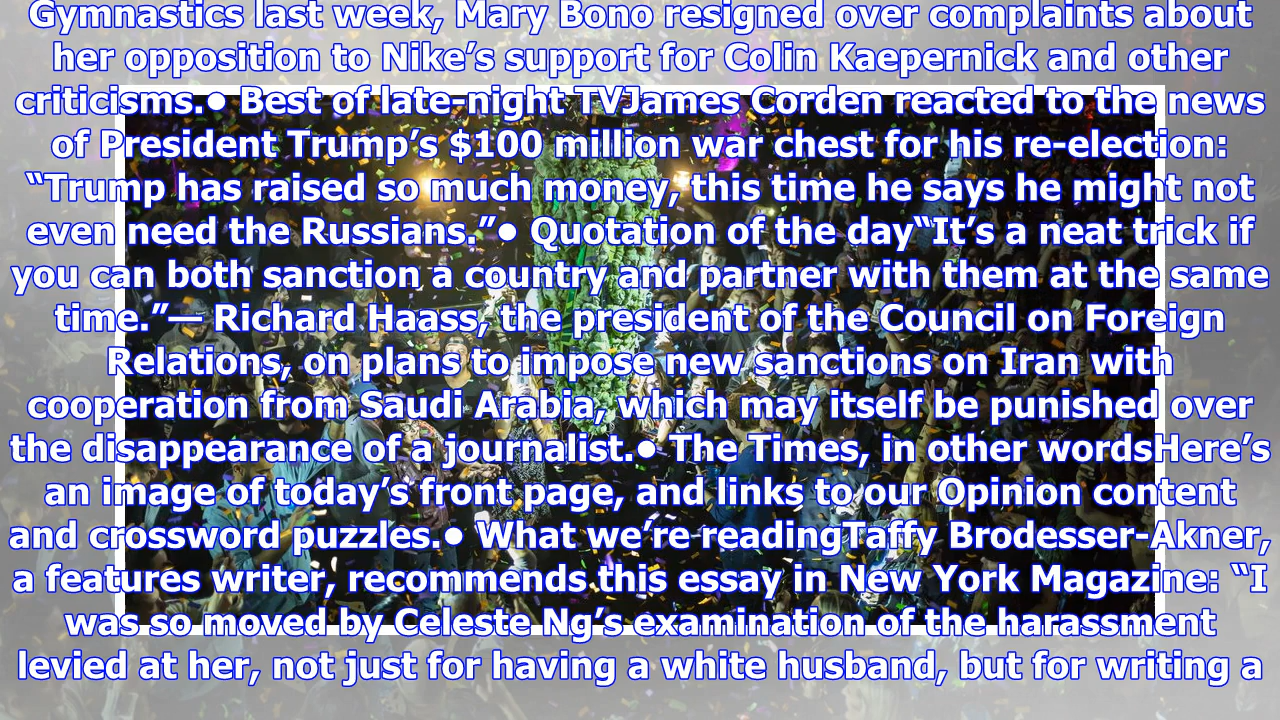 Gymnastics last week, Mary Bono resigned over complaints about
her opposition to Nike’s support for Colin Kaepernick and other
criticisms.● Best of late-night TVJames Corden reacted to the news
of President Trump’s $100 million war chest for his re-election:
“Trump has raised so much money, this time he says he might not
even need the Russians.”● Quotation of the day“It’s a neat trick if
you can both sanction a country and partner with them at the same
time.”— Richard Haass, the president of the Council on Foreign
Relations, on plans to impose new sanctions on Iran with
cooperation from Saudi Arabia, which may itself be punished over
the disappearance of a journalist.● The Times, in other wordsHere’s
an image of today’s front page, and links to our Opinion content
and crossword puzzles.● What we’re readingTaffy Brodesser-Akner,
a features writer, recommends this essay in New York Magazine: “I
was so moved by Celeste Ng’s examination of the harassment
levied at her, not just for having a white husband, but for writing a